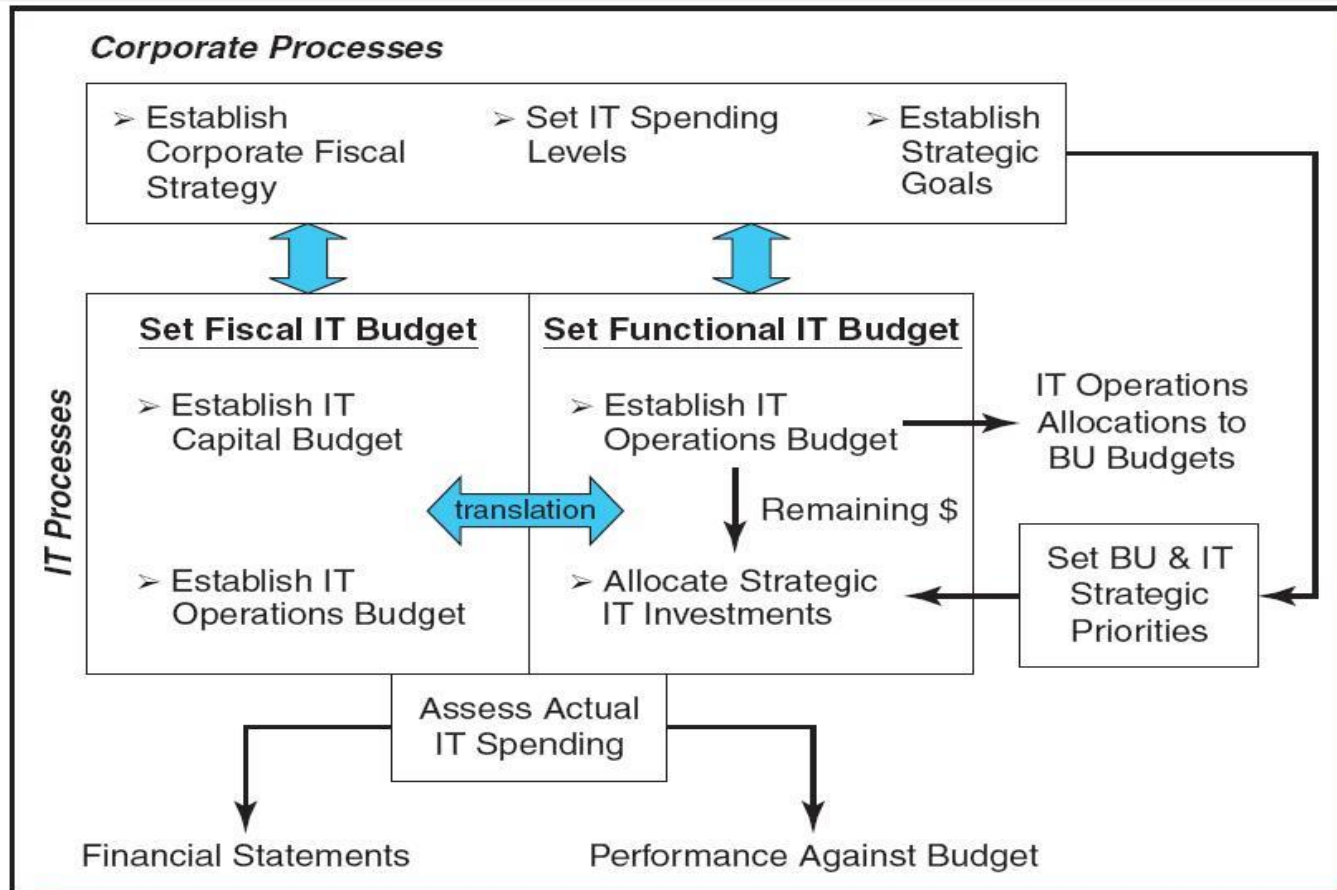 Corporate Processes
➢ Establish
Corporate Fiscal
Strategy
➢ Set IT Spending
Levels
➢ Establish
Strategic
Goals
IT Processes
Set Fiscal IT Budget
➢ Establish IT
Capital Budget
➢ Establish IT
Operations Budget
translation
Set Functional IT Budget
➢ Establish IT
Operations Budget
Remaining $
➢ Allocate Strategic
IT Investments
IT Operations
Allocations to
BU Budgets
Set BU & IT
Strategic
Priorities
Assess Actual
IT Spending
Financial Statements
Performance Against Budget